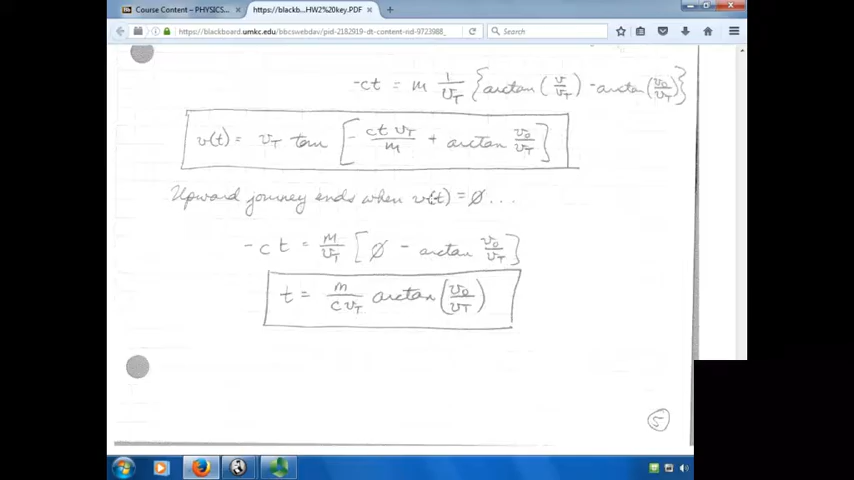 Course Content – PHYSICS...
https://blackb...HW2%20key.PDF
https://blackboard.umkc.edu/bbcswebdav/pid-2182919-dt-content-rid-9723988_
Search
-ct = m 1/v_T {arctan(v/v_T) - arctan(v_0/v_T)}
v(t) = v_T tan [- ct v_T/m + arctan v_0/v_T]
Upward journey ends when v(t) = ∅...
-ct = m/v_T [∅ - arctan v_0/v_T]
t = m/(c v_T) arctan(v_0/v_T)
5